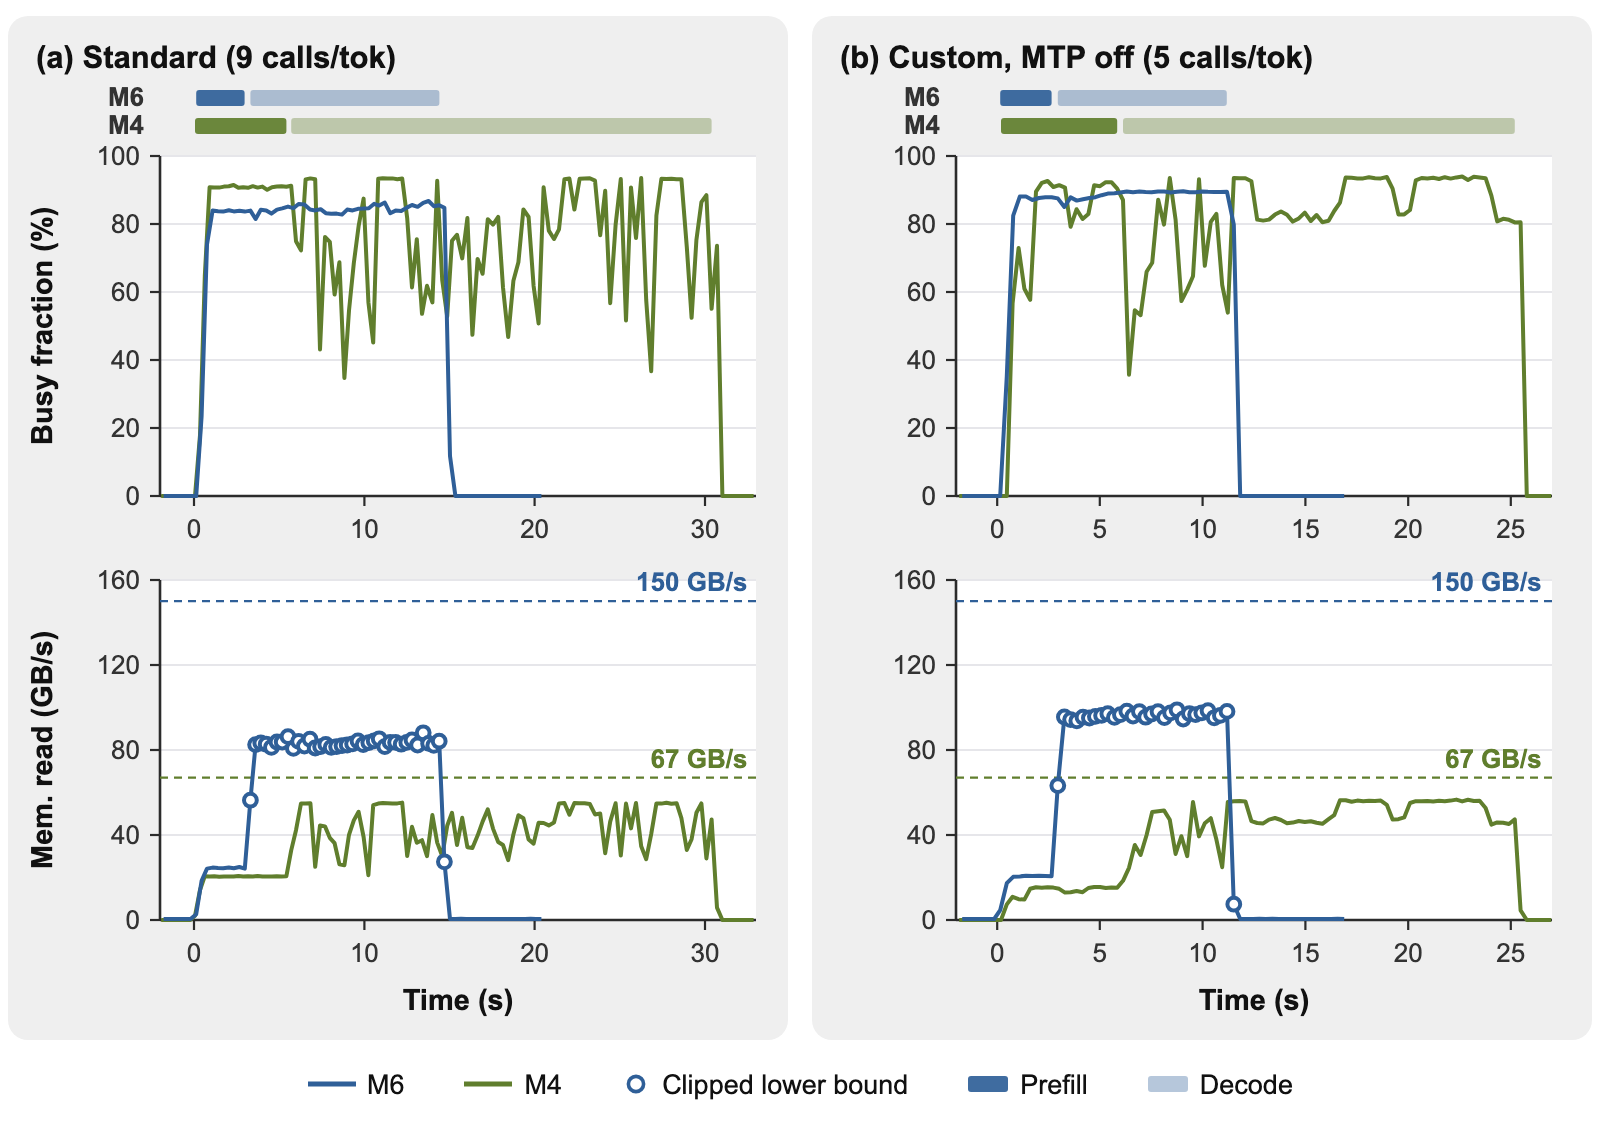 (a) Standard (9 calls/tok)
M6
M4
100
80
60
40
20
0
Busy fraction (%)
0 10 20 30
160
120
80
40
0
Mem. read (GB/s)
150 GB/s
67 GB/s
0 10 20 30
Time (s)
(b) Custom, MTP off (5 calls/tok)
M6
M4
100
80
60
40
20
0
0 5 10 15 20 25
160
120
80
40
0
150 GB/s
67 GB/s
0 5 10 15 20 25
Time (s)
M6 M4 Clipped lower bound Prefill Decode